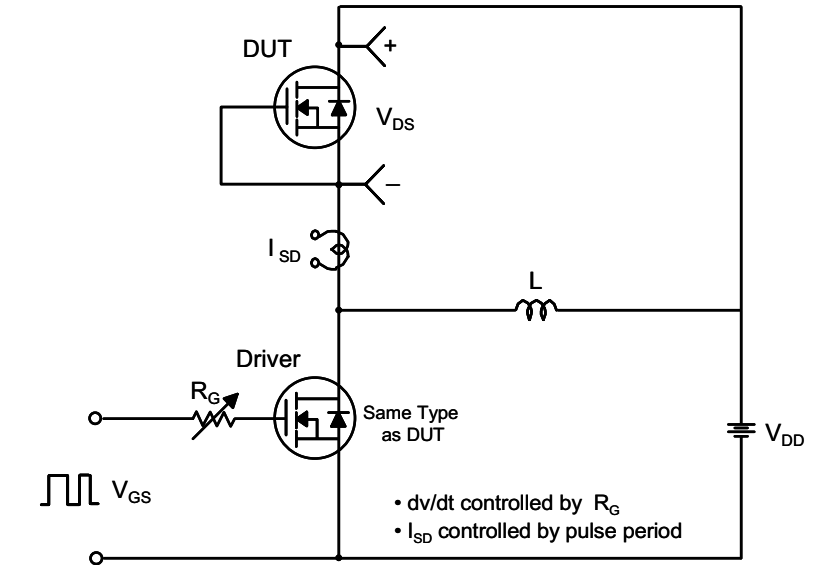 DUT
+
V_DS
−
I_SD
L
Driver
R_G
Same Type
as DUT
V_DD
V_GS
• dv/dt controlled by R_G
• I_SD controlled by pulse period